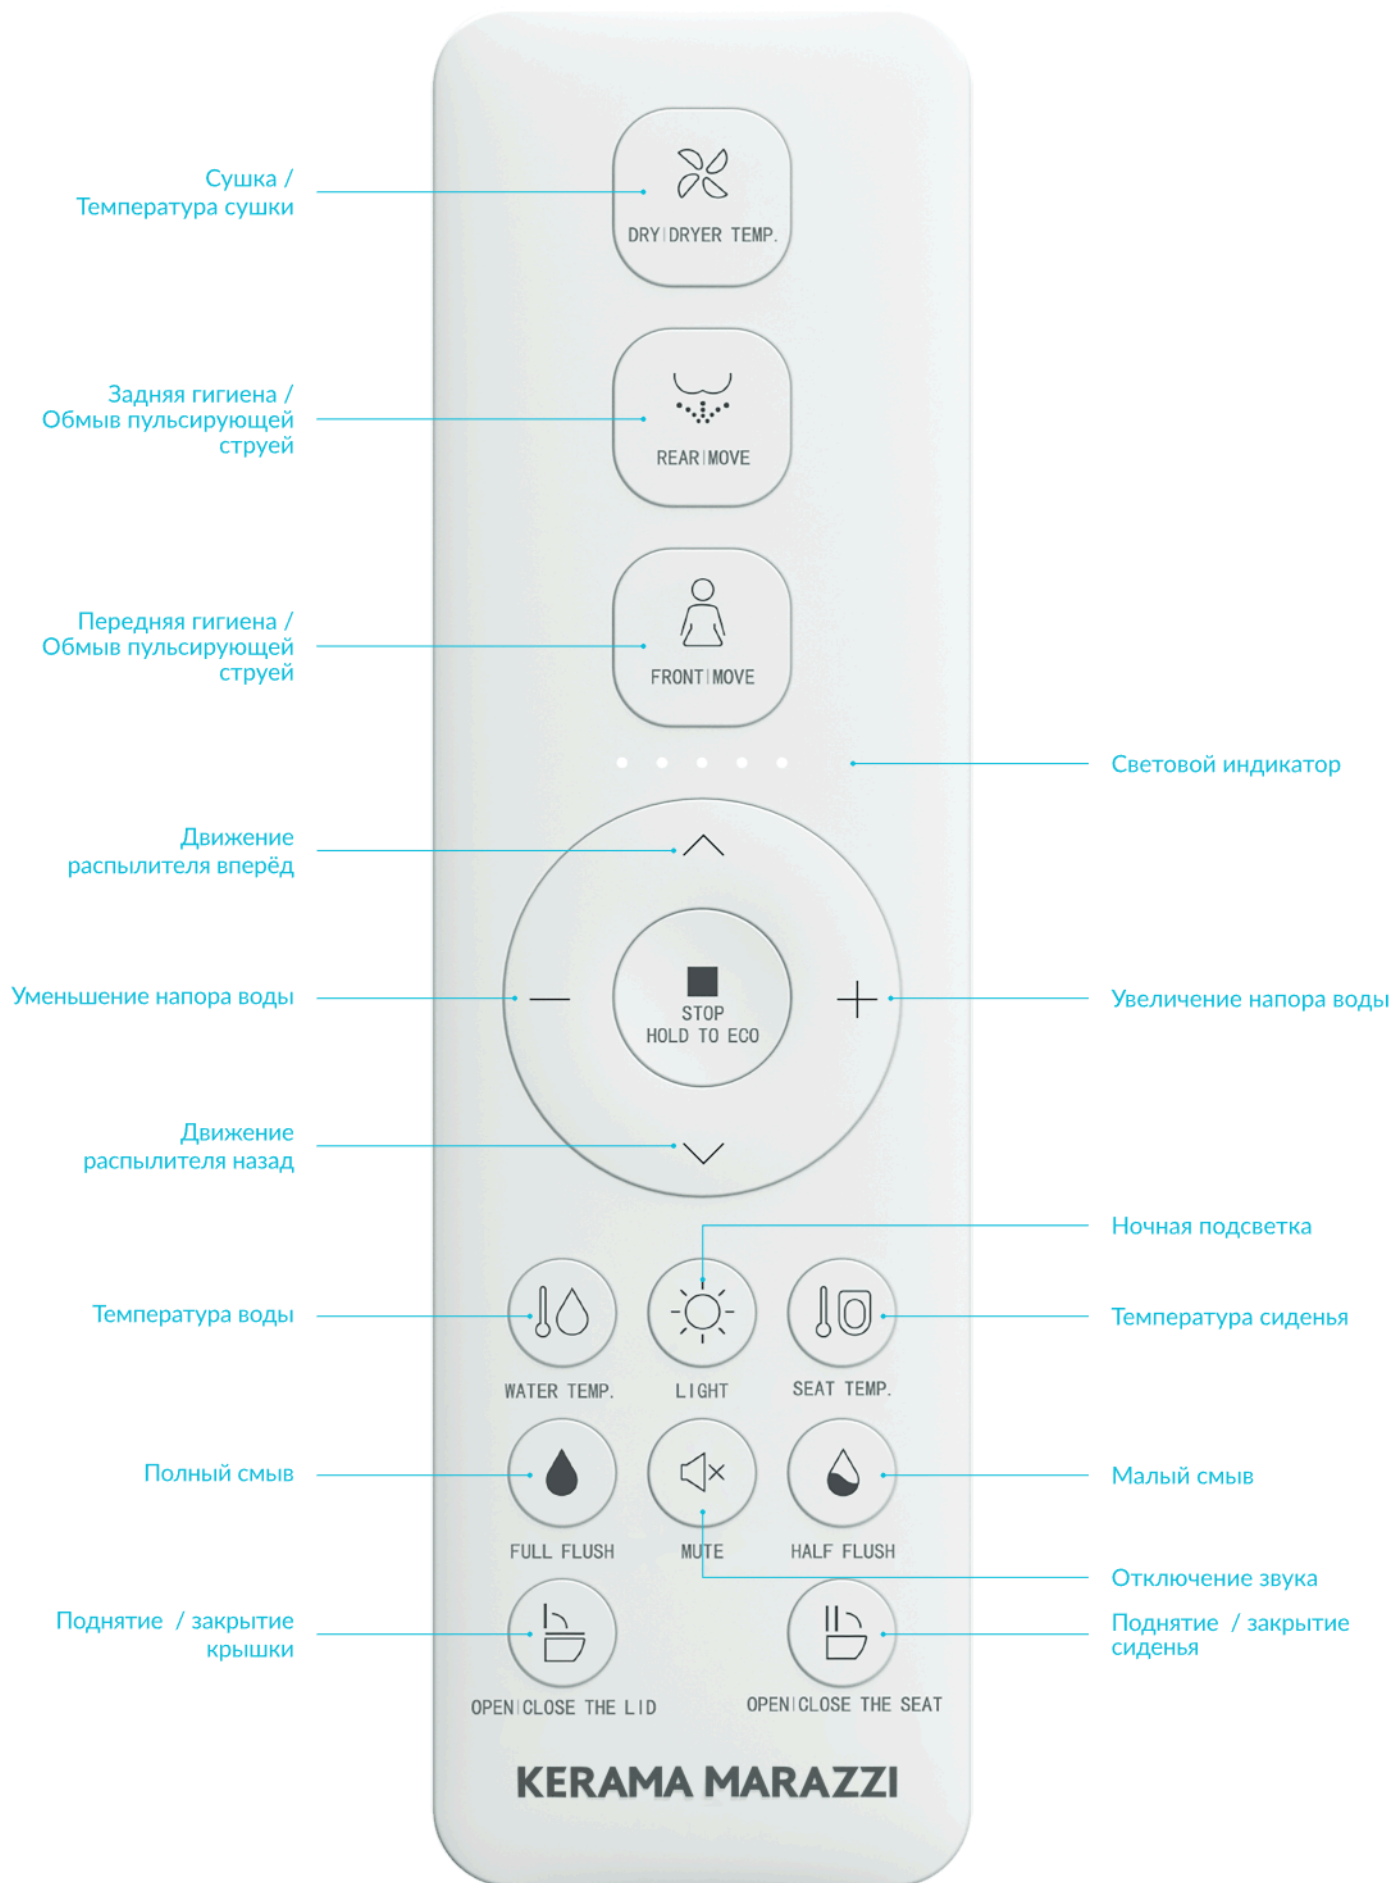 Сушка /
Температура сушки
DRY|DRYER TEMP.
Задняя гигиена /
Обмыв пульсирующей
струей
REAR|MOVE
Передняя гигиена /
Обмыв пульсирующей
струей
FRONT|MOVE
Световой индикатор
Движение
распылителя вперёд
Уменьшение напора воды
STOP
HOLD TO ECO
Увеличение напора воды
Движение
распылителя назад
Ночная подсветка
Температура воды
Температура сиденья
WATER TEMP.
LIGHT
SEAT TEMP.
Полный смыв
Малый смыв
FULL FLUSH
MUTE
HALF FLUSH
Отключение звука
Поднятие / закрытие
крышки
Поднятие / закрытие
сиденья
OPEN|CLOSE THE LID
OPEN|CLOSE THE SEAT
KERAMA MARAZZI